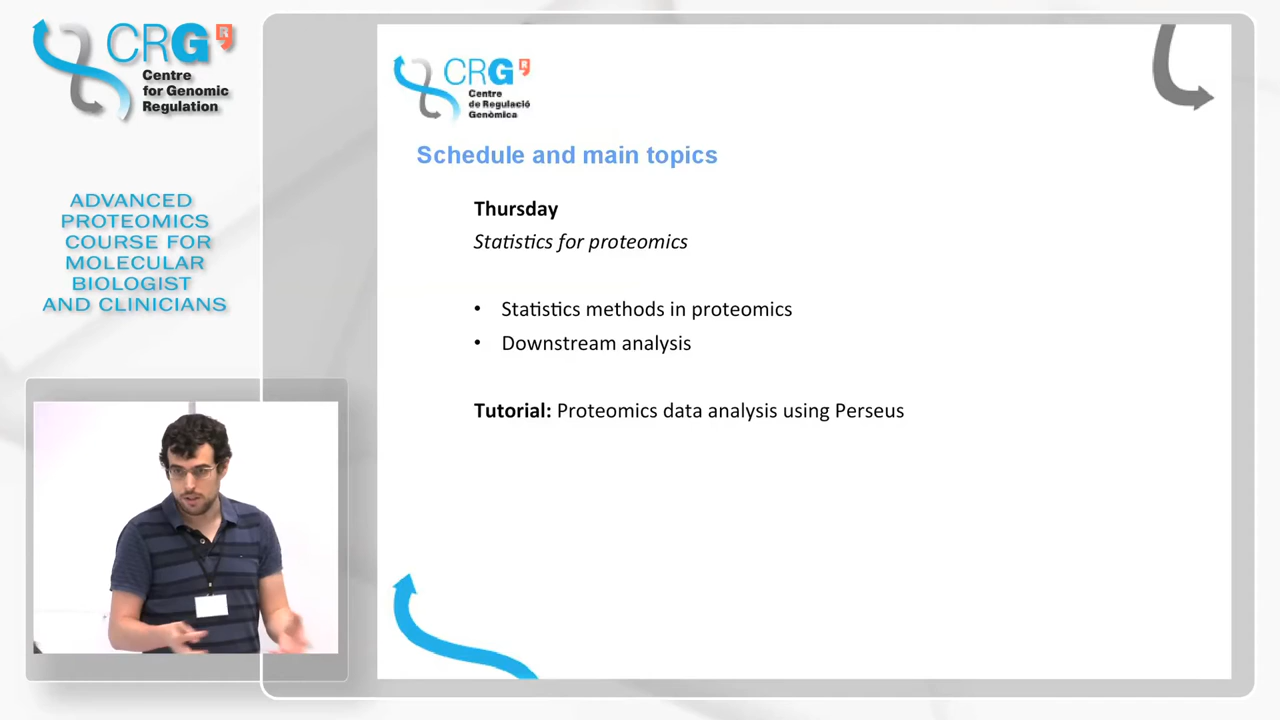 CRG R
Centre
for Genomic
Regulation
ADVANCED
PROTEOMICS
COURSE FOR
MOLECULAR
BIOLOGIST
AND CLINICIANS
CRG R
Centre
de Regulació
Genòmica
Schedule and main topics
Thursday
Statistics for proteomics
• Statistics methods in proteomics
• Downstream analysis
Tutorial: Proteomics data analysis using Perseus